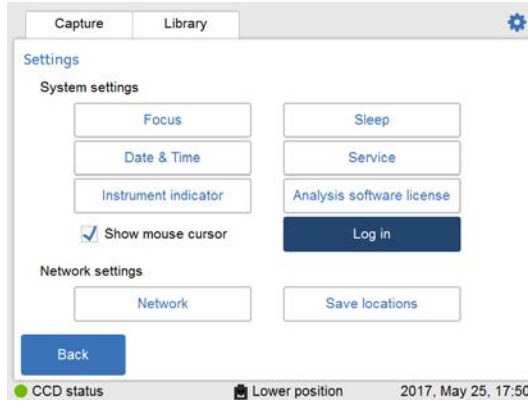 Capture Library
Settings
System settings
Focus Sleep
Date & Time Service
Instrument indicator Analysis software license
Show mouse cursor Log in
Network settings
Network Save locations
Back
CCD status Lower position 2017, May 25, 17:50